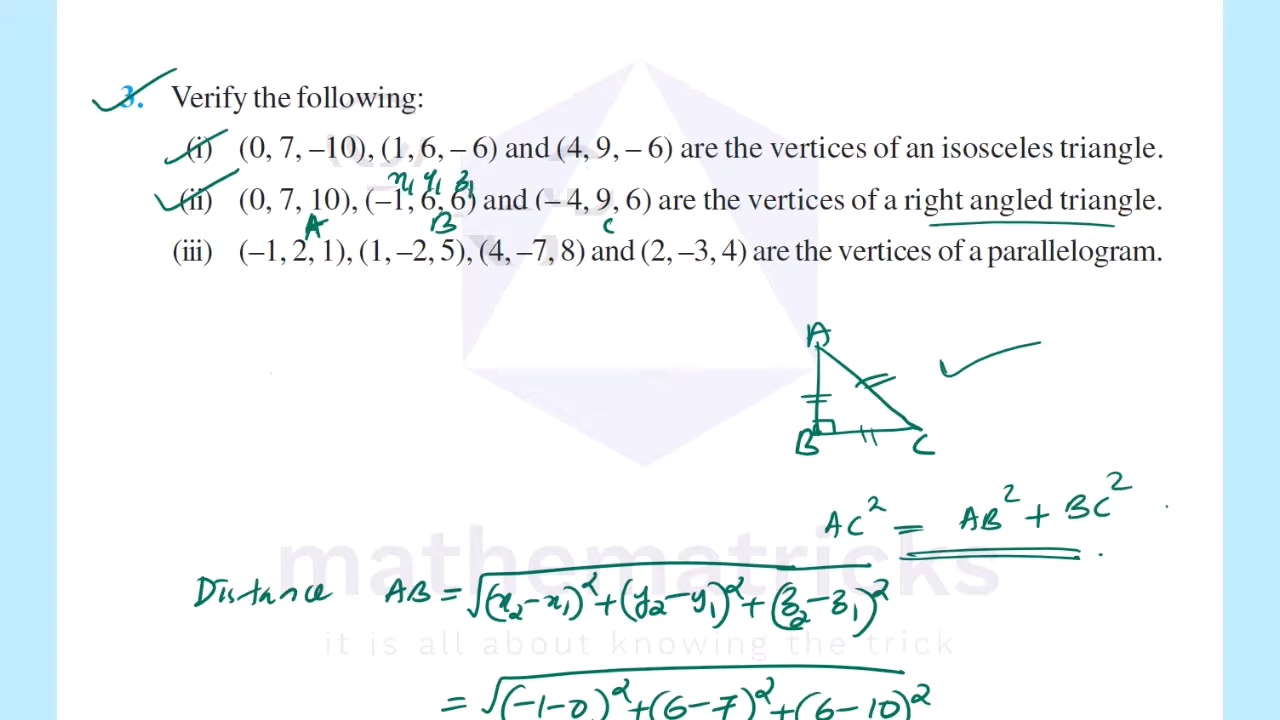 3. Verify the following:
(i) (0, 7, –10), (1, 6, – 6) and (4, 9, – 6) are the vertices of an isosceles triangle.
x₁ y₁ z₁
(ii) (0, 7, 10), (–1, 6, 6) and (– 4, 9, 6) are the vertices of a right angled triangle.
A B C
(iii) (–1, 2, 1), (1, –2, 5), (4, –7, 8) and (2, –3, 4) are the vertices of a parallelogram.
A
B C
AC² = AB² + BC²
mathematricks
Distance AB = √(x₂-x₁)²+(y₂-y₁)²+(z₂-z₁)²
it is all about knowing the trick
= √(-1-0)²+(6-7)²+(6-10)²